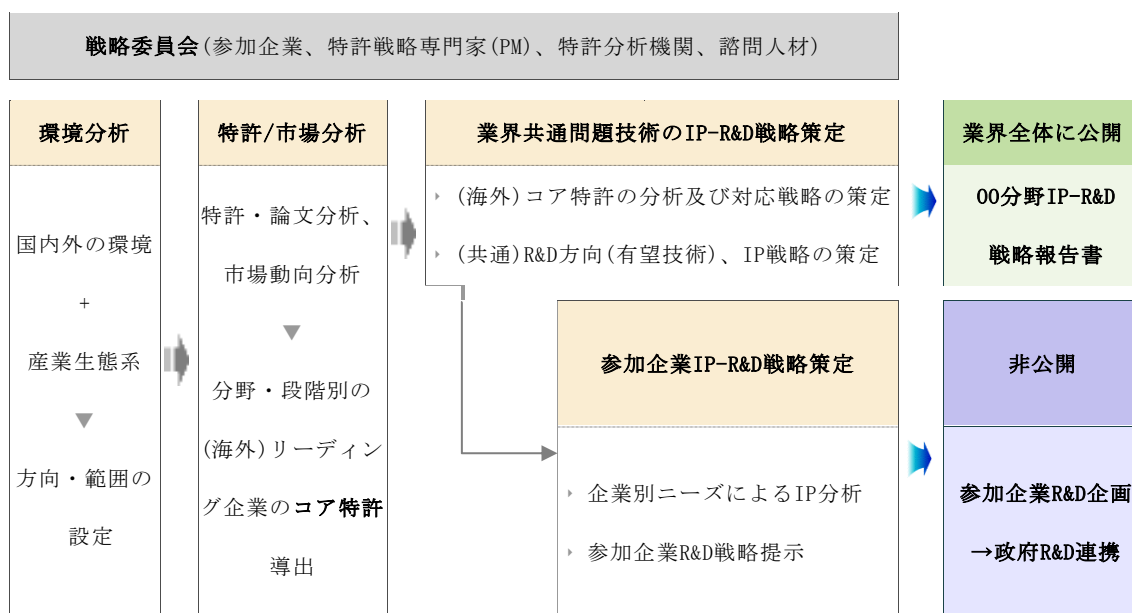 戦略委員会(参加企業、特許戦略専門家(PM)、特許分析機関、諮問人材)
環境分析
国内外の環境
+
産業生態系
▼
方向・範囲の
設定
特許/市場分析
特許・論文分析、
市場動向分析
▼
分野・段階別の
(海外)リーディン
グ企業のコア特許
導出
業界共通問題技術のIP-R&D戦略策定
(海外)コア特許の分析及び対応戦略の策定
(共通)R&D方向(有望技術)、IP戦略の策定
業界全体に公開
00分野IP-R&D
戦略報告書
参加企業IP-R&D戦略策定
企業別ニーズによるIP分析
参加企業R&D戦略提示
非公開
参加企業R&D企画
→政府R&D連携